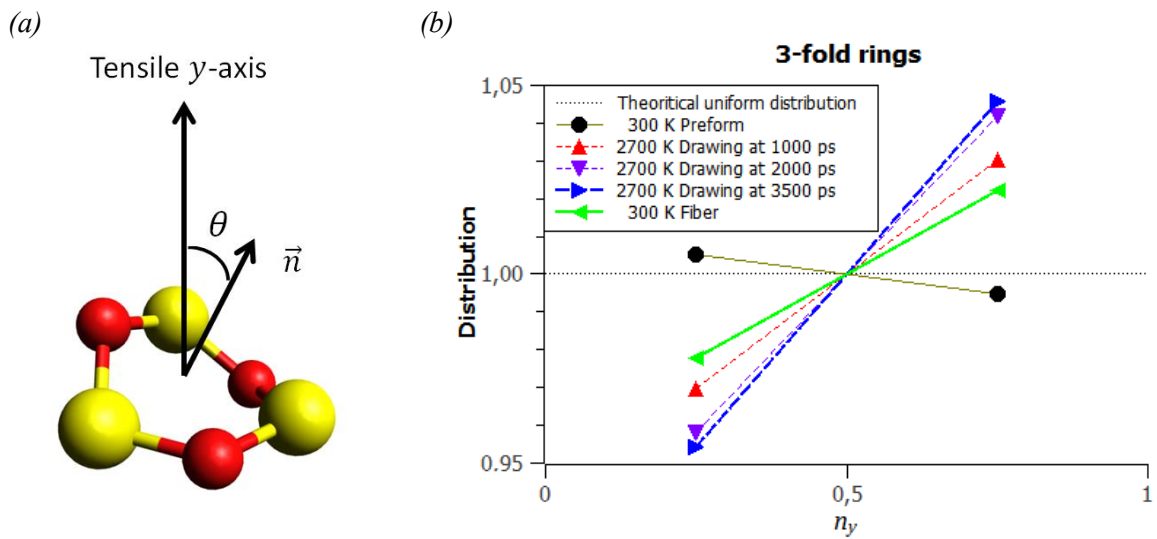 (a)
Tensile y-axis
θ
n⃗
(b)
3-fold rings
1,05
1,00
0.95
Distribution
Theoritical uniform distribution
300 K Preform
2700 K Drawing at 1000 ps
2700 K Drawing at 2000 ps
2700 K Drawing at 3500 ps
300 K Fiber
0
0,5
1
n_y